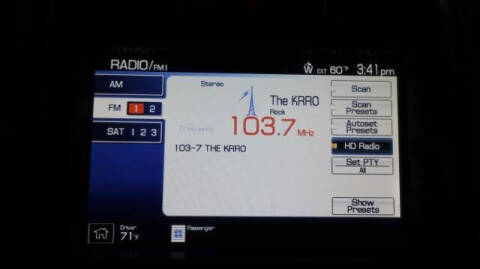 RADIO/FM1
W EXT 60°F 3:41pm
AM
FM 1 2
SAT 1 2 3
Stereo
The KRRO
Rock
Frequency
103.7 MHz
103-7 THE KRRO
Scan
Scan
Presets
Autoset
Presets
HD Radio
Set PTY
All
Show
Presets
Driver
71°F
Passenger